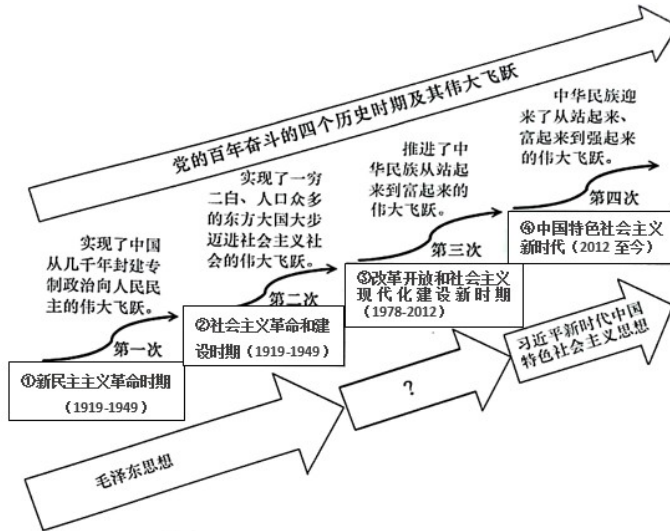 党的百年奋斗的四个历史时期及其伟大飞跃
实现了中国
从几千年封建专
制政治向人民民
主的伟大飞跃。
第一次
①新民主主义革命时期
(1919-1949)
实现了一穷
二白、人口众多
的东方大国大步
迈进社会主义社
会的伟大飞跃。
第二次
②社会主义革命和建
设时期(1919-1949)
推进了中
华民族从站起
来到富起来的
伟大飞跃。
第三次
③改革开放和社会主义
现代化建设新时期
(1978-2012)
中华民族迎
来了从站起来、
富起来到强起来
的伟大飞跃。
第四次
④中国特色社会主义
新时代(2012 至今)
毛泽东思想
?
习近平新时代中国
特色社会主义思想